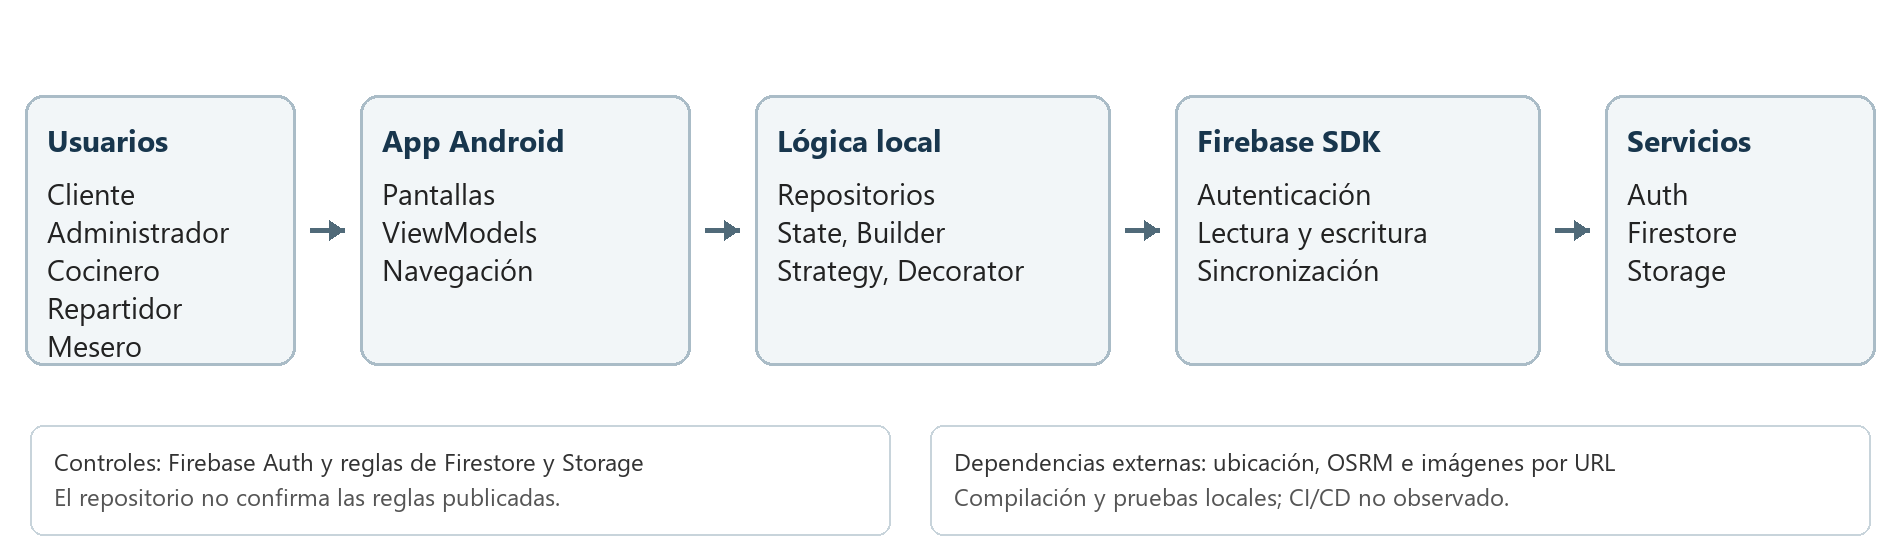 Usuarios
Cliente
Administrador
Cocinero
Repartidor
Mesero
App Android
Pantallas
ViewModels
Navegación
Lógica local
Repositorios
State, Builder
Strategy, Decorator
Firebase SDK
Autenticación
Lectura y escritura
Sincronización
Servicios
Auth
Firestore
Storage
Controles: Firebase Auth y reglas de Firestore y Storage
El repositorio no confirma las reglas publicadas.
Dependencias externas: ubicación, OSRM e imágenes por URL
Compilación y pruebas locales; CI/CD no observado.